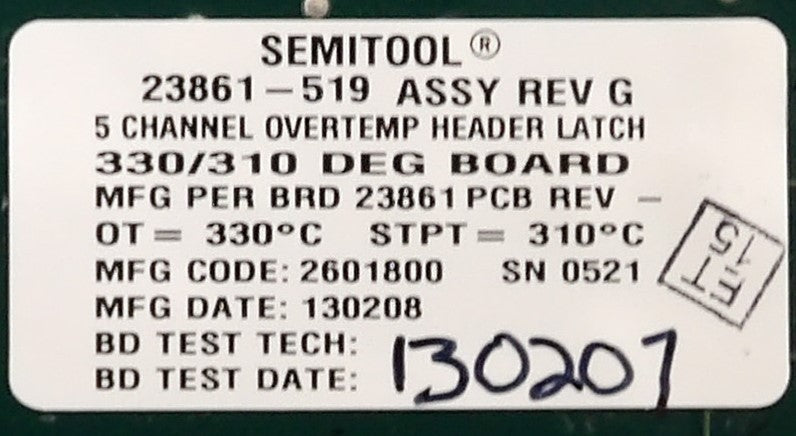 SEMITOOL®
23861-519 ASSY REV G
5 CHANNEL OVERTEMP HEADER LATCH
330/310 DEG BOARD
MFG PER BRD 23861 PCB REV -
OT = 330°C STPT = 310°C
MFG CODE: 2601800 SN 0521
MFG DATE: 130208
BD TEST TECH:
BD TEST DATE: 130207
ET
15